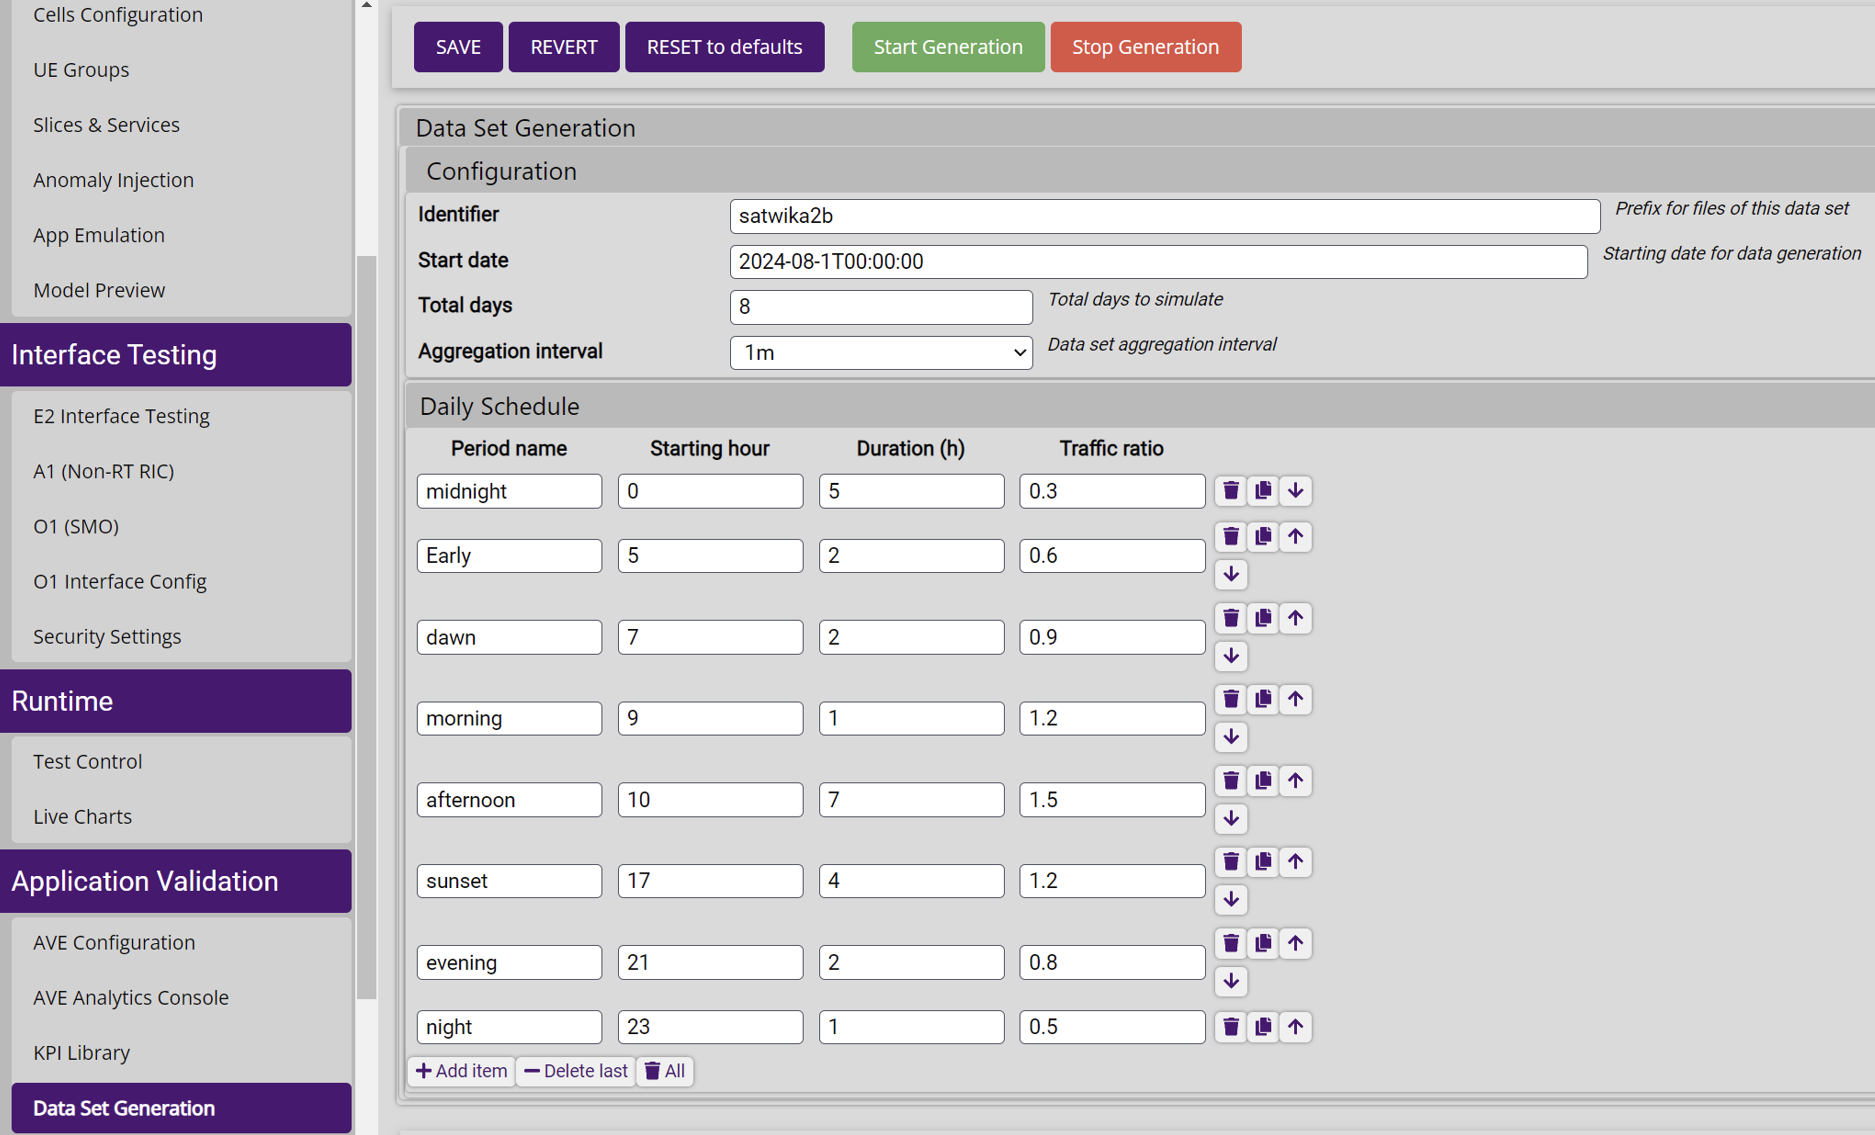 Cells Configuration
UE Groups
Slices & Services
Anomaly Injection
App Emulation
Model Preview
Interface Testing
E2 Interface Testing
A1 (Non-RT RIC)
O1 (SMO)
O1 Interface Config
Security Settings
Runtime
Test Control
Live Charts
Application Validation
AVE Configuration
AVE Analytics Console
KPI Library
Data Set Generation
SAVE REVERT RESET to defaults Start Generation Stop Generation
Data Set Generation
Configuration
Identifier satwika2b Prefix for files of this data set
Start date 2024-08-1T00:00:00 Starting date for data generation
Total days 8 Total days to simulate
Aggregation interval 1m Data set aggregation interval
Daily Schedule
Period name Starting hour Duration (h) Traffic ratio
midnight 0 5 0.3
Early 5 2 0.6
dawn 7 2 0.9
morning 9 1 1.2
afternoon 10 7 1.5
sunset 17 4 1.2
evening 21 2 0.8
night 23 1 0.5
Add item Delete last All